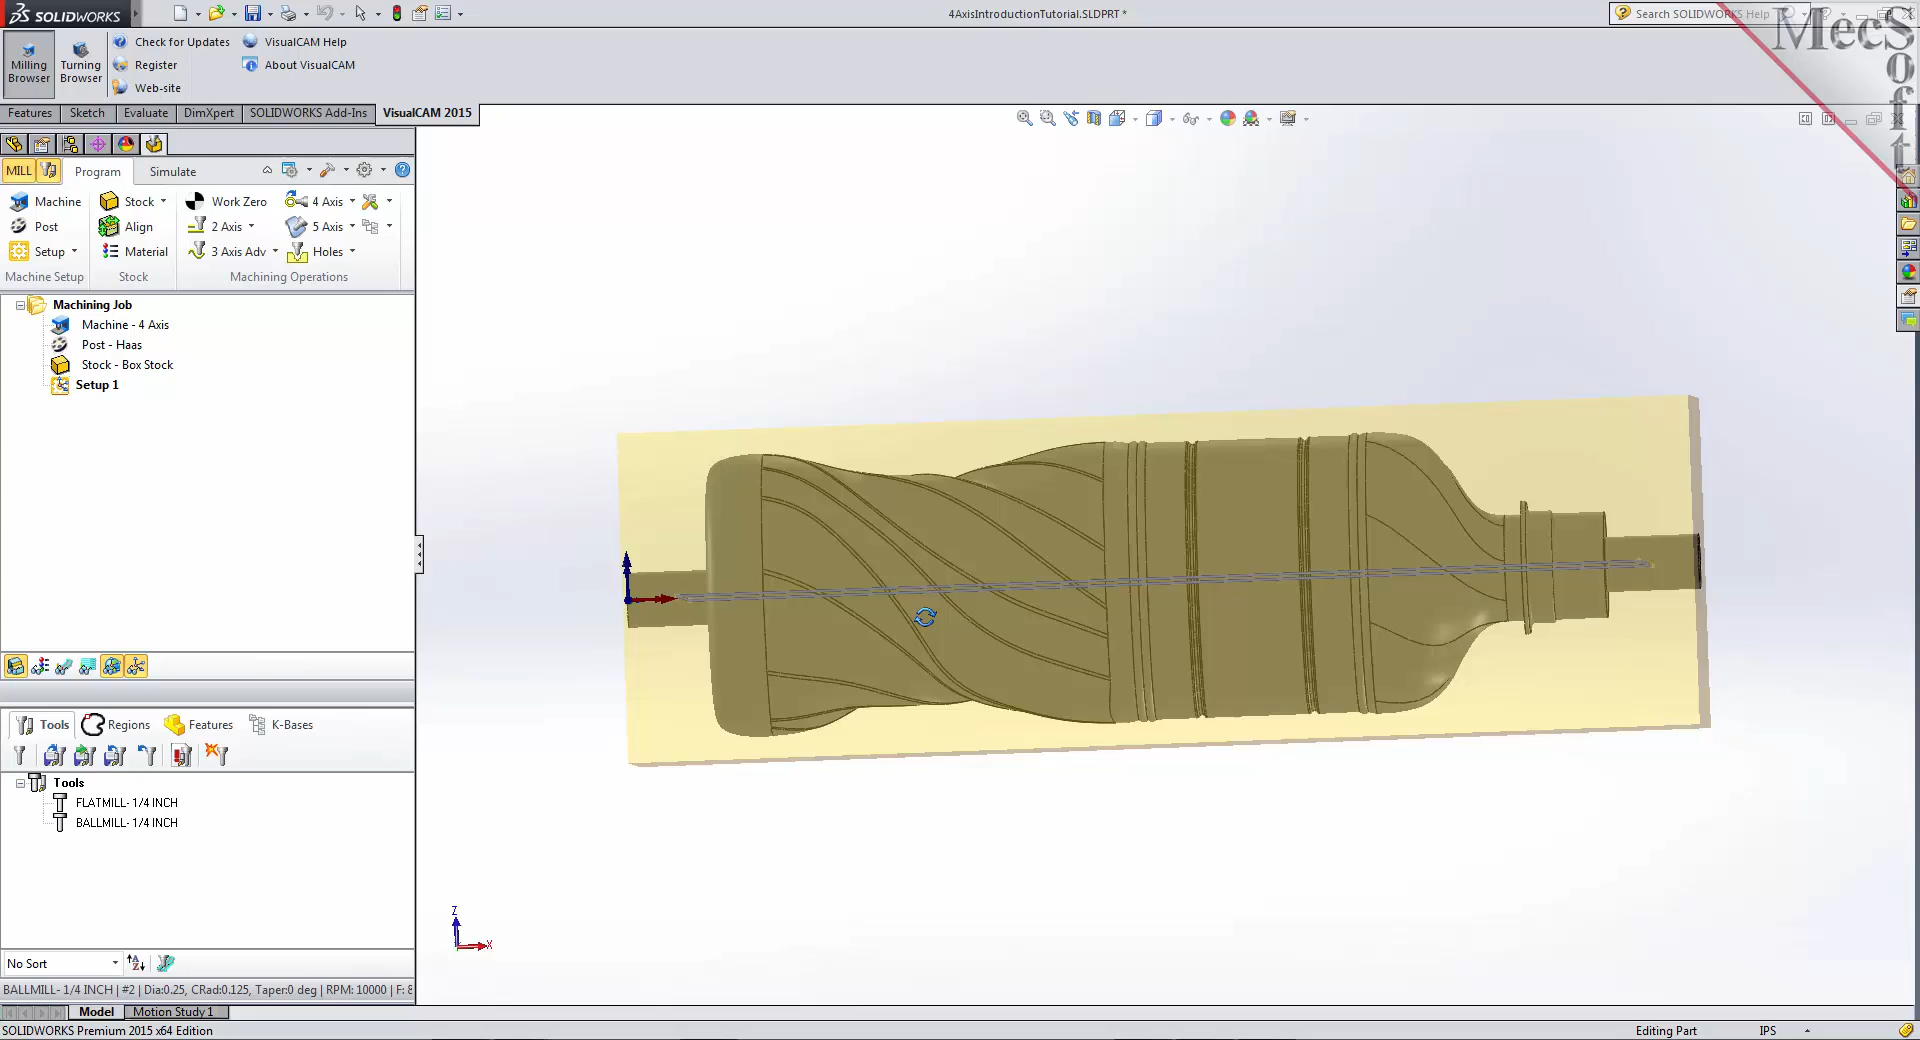 SOLIDWORKS
4AxisIntroductionTutorial.SLDPRT *
Search SOLIDWORKS Help
MecSoft
Milling Browser
Turning Browser
Check for Updates
Register
Web-site
VisualCAM Help
About VisualCAM
Features
Sketch
Evaluate
DimXpert
SOLIDWORKS Add-Ins
VisualCAM 2015
MILL
Program
Simulate
Machine
Post
Setup
Machine Setup
Stock
Align
Material
Stock
Work Zero
2 Axis
3 Axis Adv
4 Axis
5 Axis
Holes
Machining Operations
Machining Job
Machine - 4 Axis
Post - Haas
Stock - Box Stock
Setup 1
Tools
Regions
Features
K-Bases
Tools
FLATMILL- 1/4 INCH
BALLMILL- 1/4 INCH
Z
X
No Sort
BALLMILL- 1/4 INCH | #2 | Dia:0.25, CRad:0.125, Taper:0 deg | RPM: 10000 | F: 8
Model
Motion Study 1
SOLIDWORKS Premium 2015 x64 Edition
Editing Part
IPS